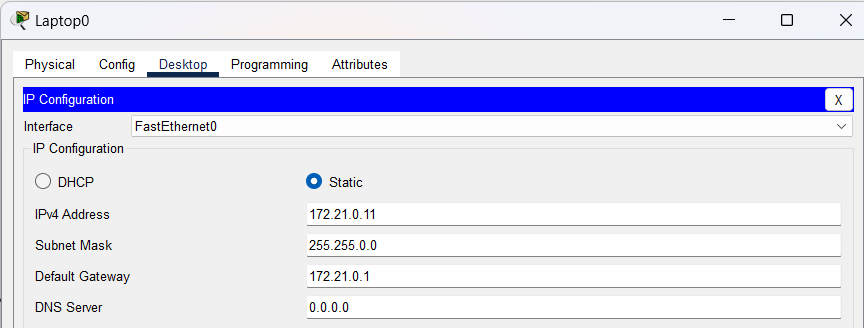 Laptop0
Physical Config Desktop Programming Attributes
IP Configuration X
Interface FastEthernet0
IP Configuration
DHCP Static
IPv4 Address 172.21.0.11
Subnet Mask 255.255.0.0
Default Gateway 172.21.0.1
DNS Server 0.0.0.0